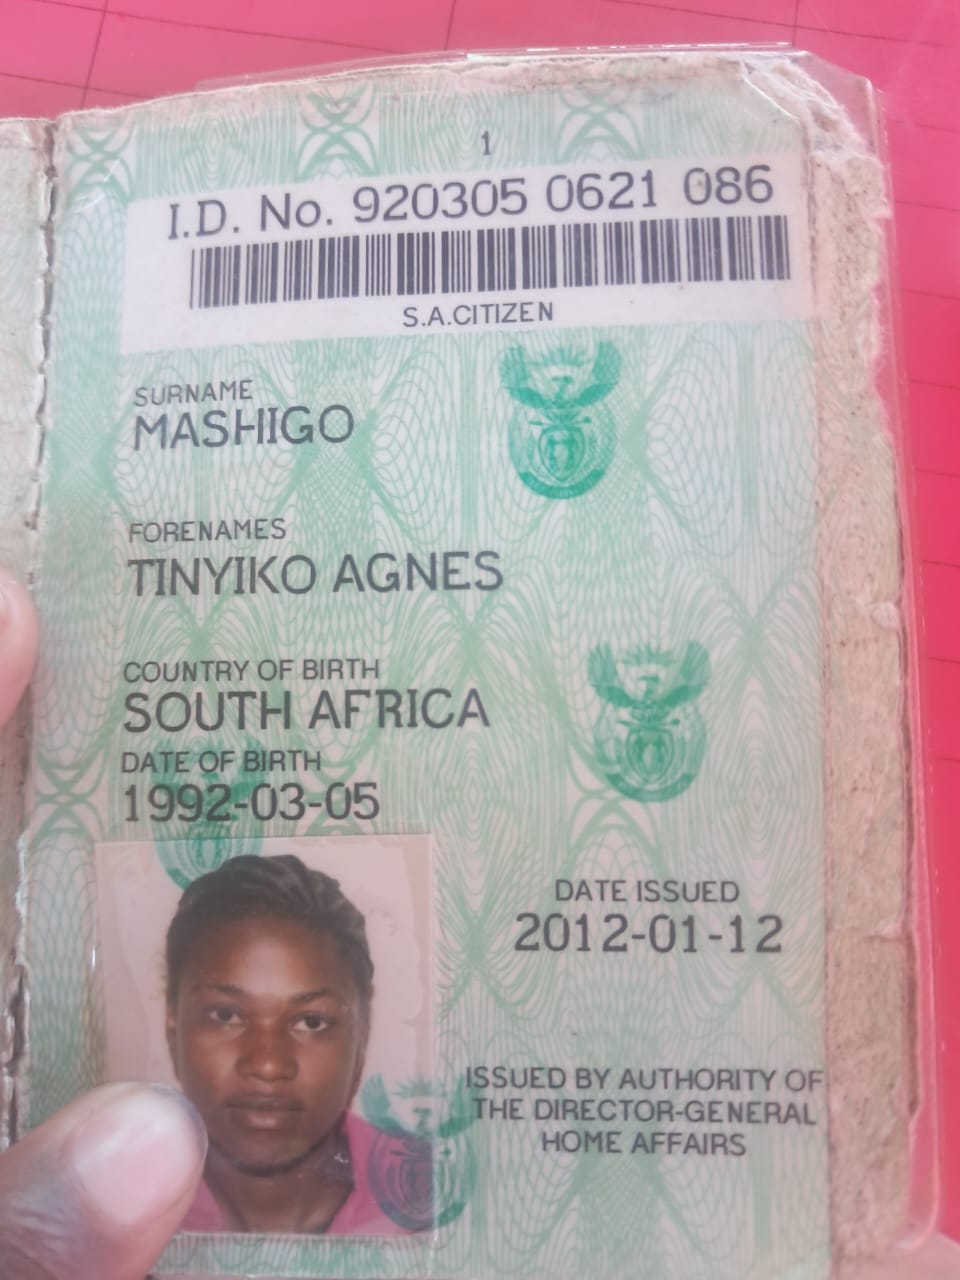 1
I.D. No. 920305 0621 086
S.A.CITIZEN
SURNAME
MASHIGO
FORENAMES
TINYIKO AGNES
COUNTRY OF BIRTH
SOUTH AFRICA
DATE OF BIRTH
1992-03-05
DATE ISSUED
2012-01-12
ISSUED BY AUTHORITY OF
THE DIRECTOR-GENERAL
HOME AFFAIRS